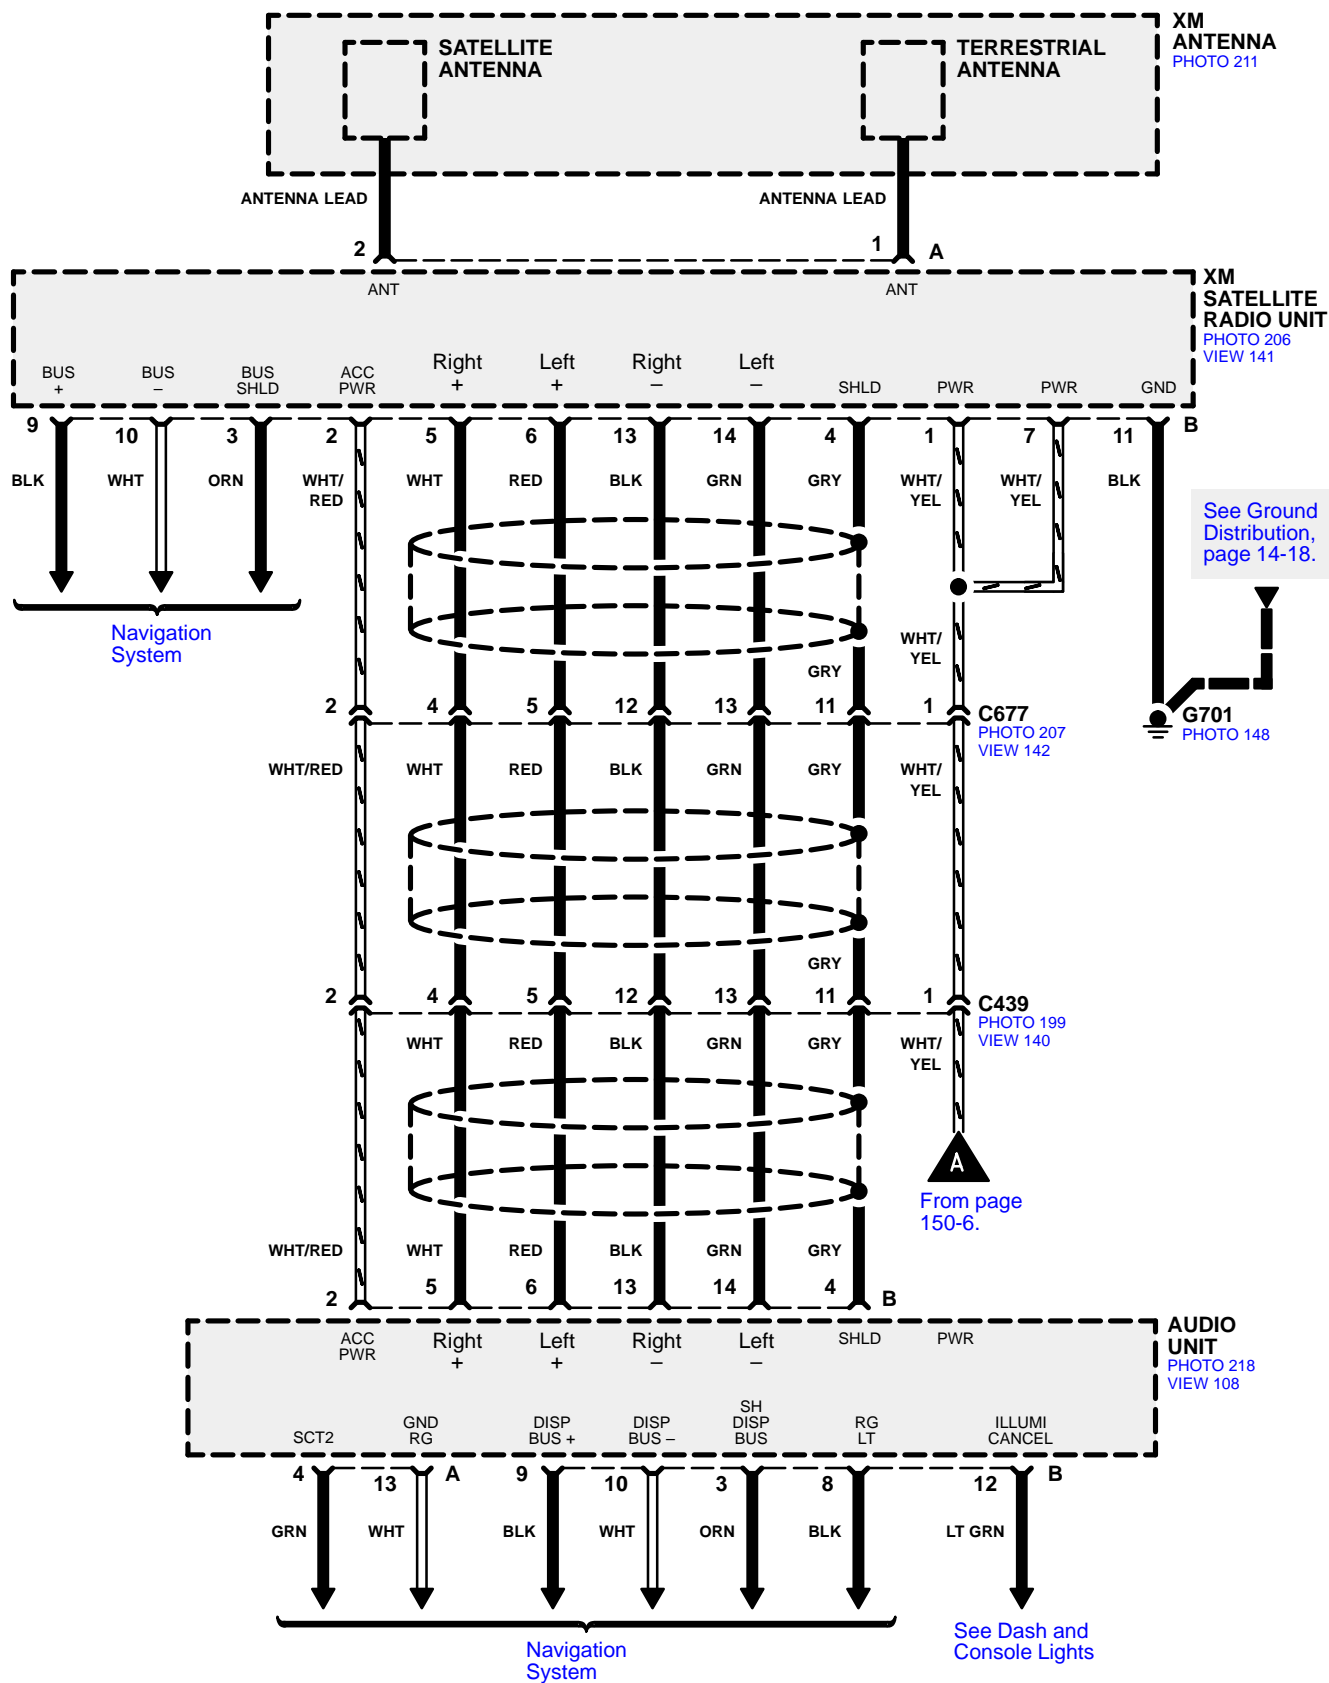 XM
ANTENNA
PHOTO 211
SATELLITE
ANTENNA
TERRESTRIAL
ANTENNA
ANTENNA LEAD
ANTENNA LEAD
2
1
A
ANT
ANT
XM
SATELLITE
RADIO UNIT
PHOTO 206
VIEW 141
BUS
+
BUS
–
BUS
SHLD
ACC
PWR
Right
+
Left
+
Right
–
Left
–
SHLD
PWR
PWR
GND
9
10
3
2
5
6
13
14
4
1
7
11
B
BLK
WHT
ORN
WHT/
RED
WHT
RED
BLK
GRN
GRY
WHT/
YEL
WHT/
YEL
BLK
See Ground
Distribution,
page 14-18.
Navigation
System
WHT/
YEL
GRY
2
4
5
12
13
11
1
C677
PHOTO 207
VIEW 142
G701
PHOTO 148
WHT/RED
WHT
RED
BLK
GRN
GRY
WHT/
YEL
GRY
2
4
5
12
13
11
1
C439
PHOTO 199
VIEW 140
WHT
RED
BLK
GRN
GRY
WHT/
YEL
A
From page
150-6.
WHT/RED
WHT
RED
BLK
GRN
GRY
2
5
6
13
14
4
B
AUDIO
UNIT
PHOTO 218
VIEW 108
ACC
PWR
Right
+
Left
+
Right
–
Left
–
SHLD
PWR
SCT2
GND
RG
DISP
BUS +
DISP
BUS –
SH
DISP
BUS
RG
LT
ILLUMI
CANCEL
4
13
A
9
10
3
8
12
B
GRN
WHT
BLK
WHT
ORN
BLK
LT GRN
Navigation
System
See Dash and
Console Lights